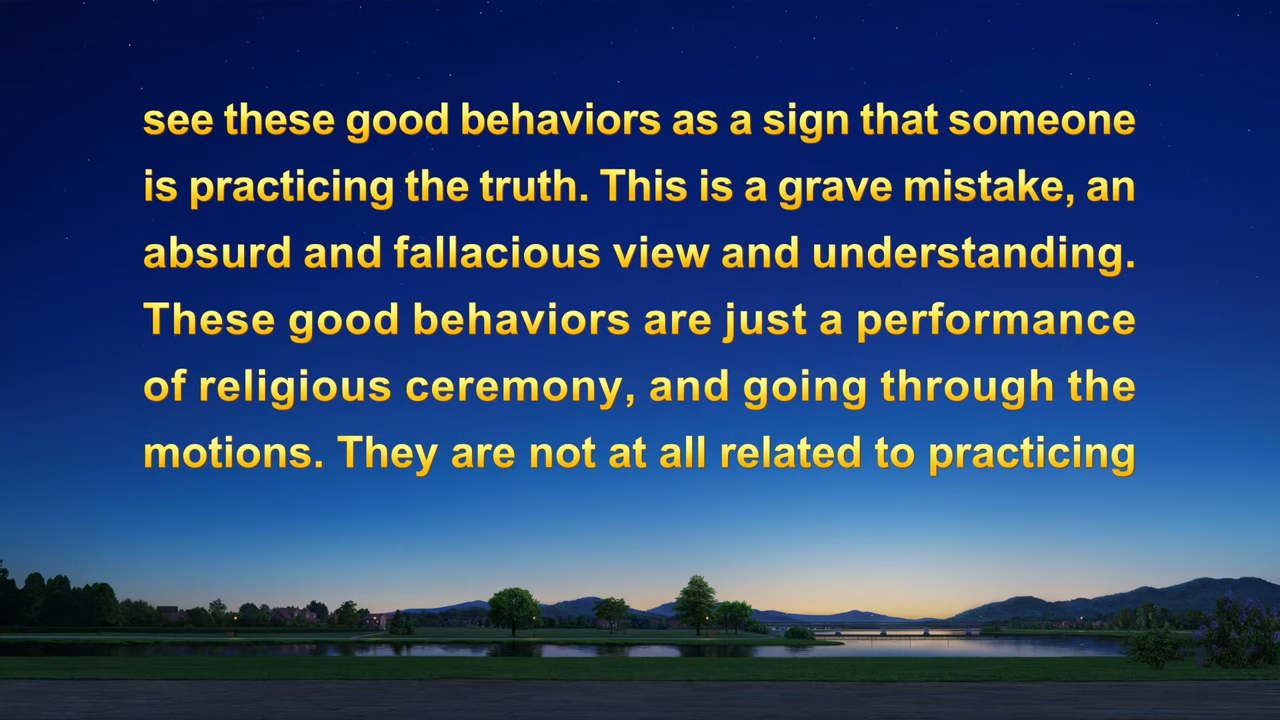 see these good behaviors as a sign that someone
is practicing the truth. This is a grave mistake, an
absurd and fallacious view and understanding.
These good behaviors are just a performance
of religious ceremony, and going through the
motions. They are not at all related to practicing